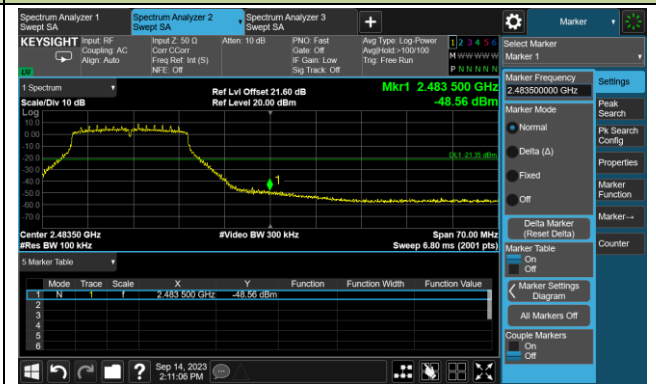 Spectrum Analyzer 1
Swept SA
Spectrum Analyzer 2
Swept SA
Spectrum Analyzer 3
Swept SA
Marker
KEYSIGHT
Input: RF
Coupling: AC
Align: Auto
Input Z: 50 Ω
Corr CCorr
Freq Ref: Int (S)
NFE: Off
Atten: 10 dB
PNO: Fast
Gate: Off
IF Gain: Low
Sig Track: Off
Avg Type: Log-Power
Avg|Hold:>100/100
Trig: Free Run
1 2 3 4 5 6
M W W W W W
P N N N N N
LU
Select Marker
Marker 1
1 Spectrum
Scale/Div 10 dB
Log
Ref Lvl Offset 21.60 dB
Ref Level 20.00 dBm
Mkr1 2.483 500 GHz
-48.56 dBm
10.0
0.00
-10.0
-20.0
-30.0
-40.0
-50.0
-60.0
-70.0
DL1 -21.35 dBm
1
Center 2.48350 GHz
#Res BW 100 kHz
#Video BW 300 kHz
Span 70.00 MHz
Sweep 6.80 ms (2001 pts)
5 Marker Table
Mode Trace Scale X Y Function Function Width Function Value
1 N 1 f 2.483 500 GHz -48.56 dBm
2
3
4
5
6
Marker Frequency
2.483500000 GHz
Marker Mode
Normal
Delta (Δ)
Fixed
Off
Delta Marker
(Reset Delta)
Marker Table
On
Off
Marker Settings
Diagram
All Markers Off
Couple Markers
On
Off
Settings
Peak
Search
Pk Search
Config
Properties
Marker
Function
Marker→
Counter
?
Sep 14, 2023
2:11:06 PM